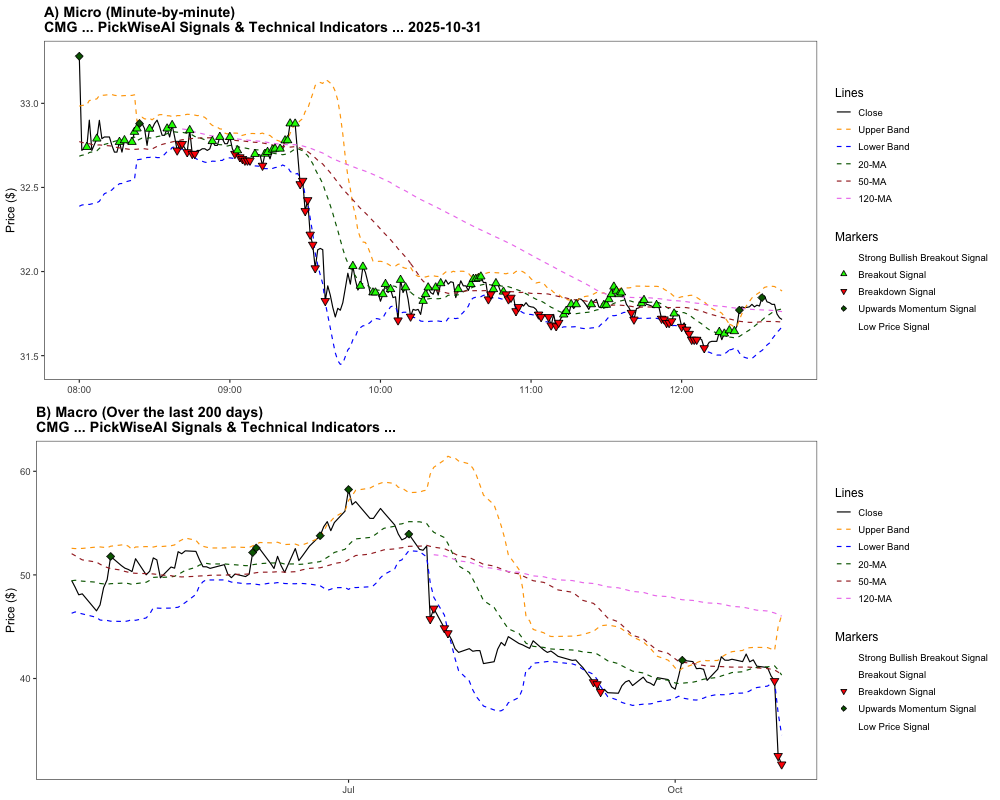 A) Micro (Minute-by-minute)
CMG ... PickWiseAI Signals & Technical Indicators ... 2025-10-31
Price ($)
33.0
32.5
32.0
31.5
08:00
09:00
10:00
11:00
12:00
Lines
Close
Upper Band
Lower Band
20-MA
50-MA
120-MA
Markers
Strong Bullish Breakout Signal
Breakout Signal
Breakdown Signal
Upwards Momentum Signal
Low Price Signal
B) Macro (Over the last 200 days)
CMG ... PickWiseAI Signals & Technical Indicators ...
Price ($)
60
50
40
Jul
Oct
Lines
Close
Upper Band
Lower Band
20-MA
50-MA
120-MA
Markers
Strong Bullish Breakout Signal
Breakout Signal
Breakdown Signal
Upwards Momentum Signal
Low Price Signal